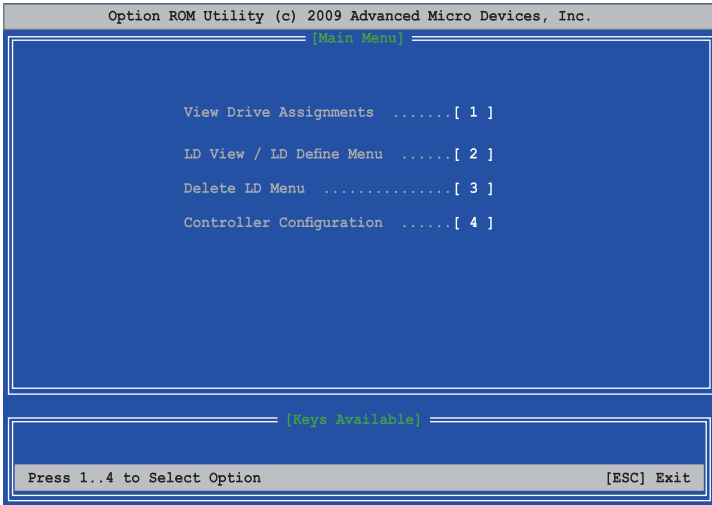 Option ROM Utility (c) 2009 Advanced Micro Devices, Inc.
[Main Menu]
View Drive Assignments .......[ 1 ]
LD View / LD Define Menu ......[ 2 ]
Delete LD Menu ...............[ 3 ]
Controller Configuration ......[ 4 ]
[Keys Available]
Press 1..4 to Select Option [ESC] Exit